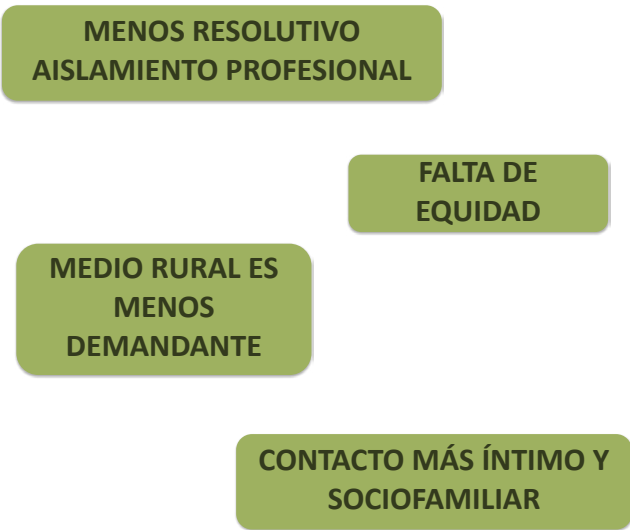 MENOS RESOLUTIVO
AISLAMIENTO PROFESIONAL
FALTA DE
EQUIDAD
MEDIO RURAL ES
MENOS
DEMANDANTE
CONTACTO MÁS ÍNTIMO Y
SOCIOFAMILIAR